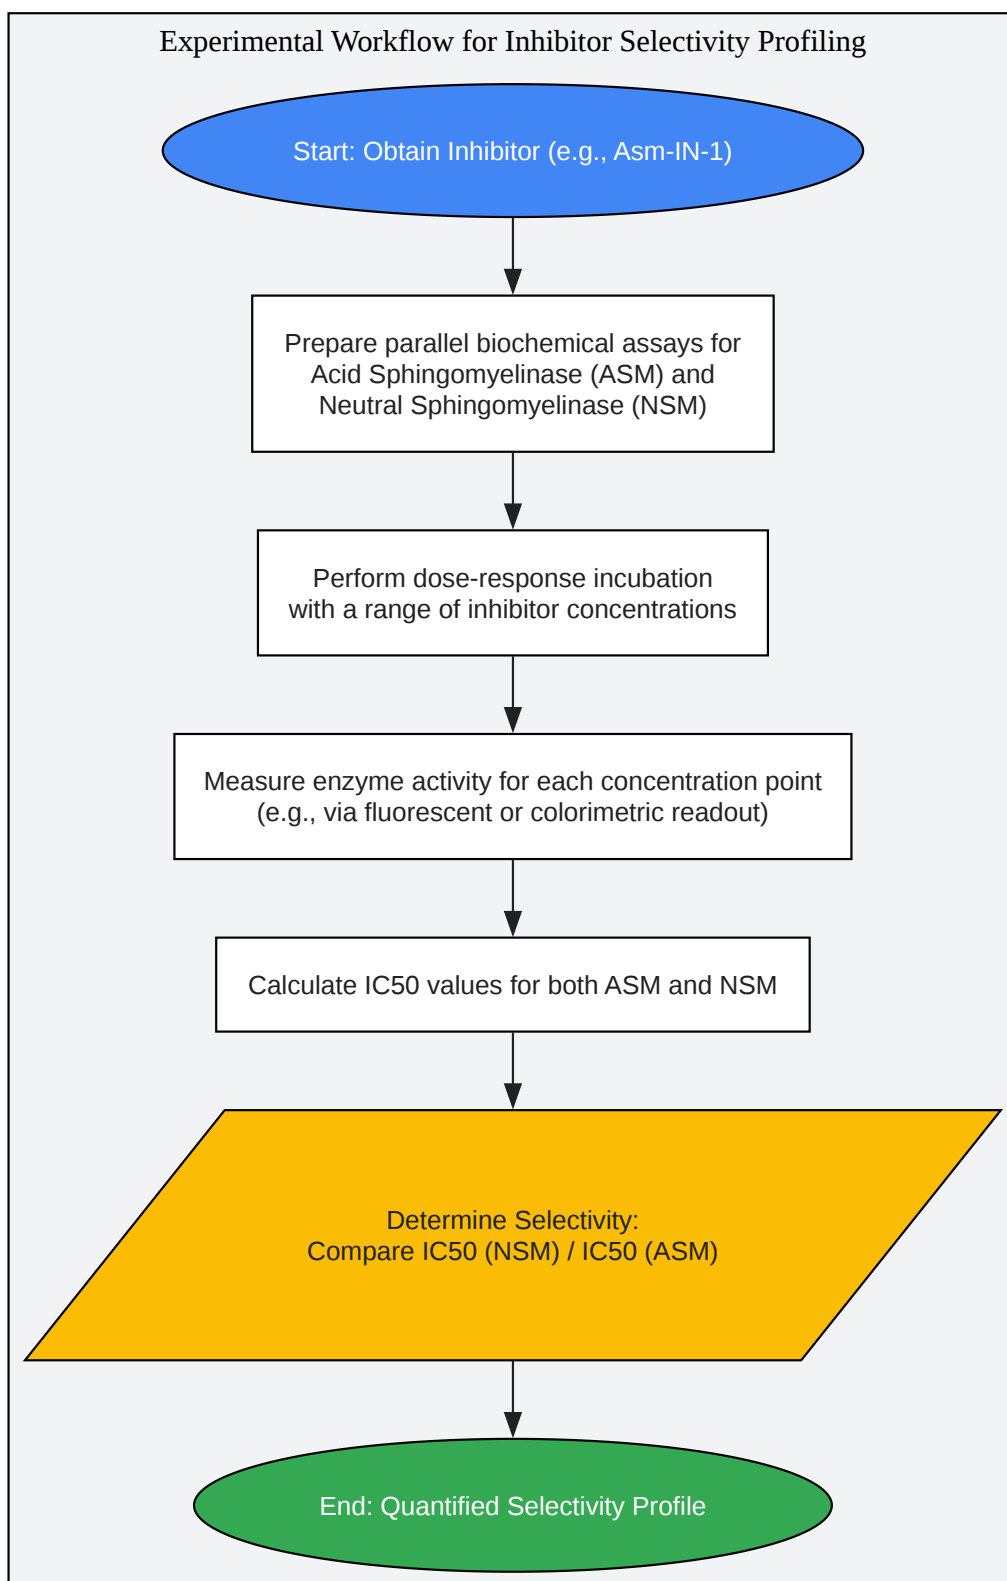 Experimental Workflow for Inhibitor Selectivity Profiling
Start: Obtain Inhibitor (e.g., Asm-IN-1)
Prepare parallel biochemical assays for
Acid Sphingomyelinase (ASM) and
Neutral Sphingomyelinase (NSM)
Perform dose-response incubation
with a range of inhibitor concentrations
Measure enzyme activity for each concentration point
(e.g., via fluorescent or colorimetric readout)
Calculate IC50 values for both ASM and NSM
Determine Selectivity:
Compare IC50 (NSM) / IC50 (ASM)
End: Quantified Selectivity Profile